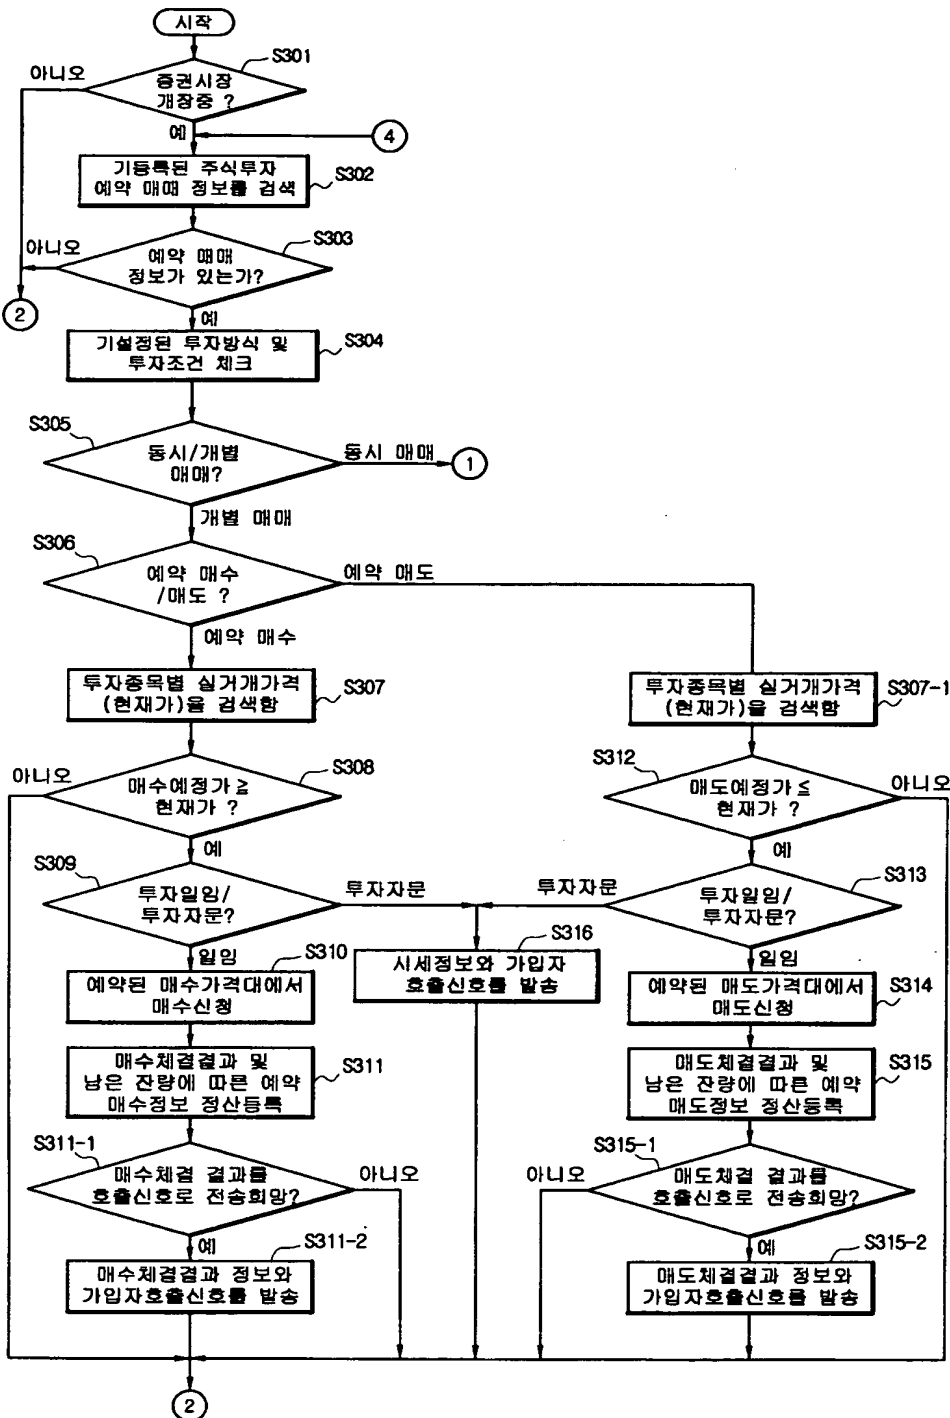 시작
S301
아니오
증권시장
개장중 ?
예
4
기등록된 주식투자
예약 매매 정보를 검색
S302
S303
아니오
예약 매매
정보가 있는가?
2
예
기설정된 투자방식 및
투자조건 체크
S304
S305
동시/개별
매매?
동시 매매
1
개별 매매
S306
예약 매수
/매도 ?
예약 매도
예약 매수
투자종목별 실거개가격
(현재가)을 검색함
S307
투자종목별 실거개가격
(현재가)을 검색함
S307-1
아니오
매수예정가≧
현재가 ?
S308
S312
매도예정가≦
현재가 ?
아니오
예
예
S309
투자일임/
투자자문?
투자자문
투자자문
투자일임/
투자자문?
S313
일임
S310
S316
일임
예약된 매수가격대에서
매수신청
시세정보와 가입자
호출신호를 발송
예약된 매도가격대에서
매도신청
S314
매수체결결과 및
남은 잔량에 따른 예약
매수정보 정산등록
S311
매도체결결과 및
남은 잔량에 따른 예약
매도정보 정산등록
S315
S311-1
매수체결 결과를
호출신호로 전송희망?
아니오
아니오
S315-1
매도체결 결과를
호출신호로 전송희망?
예
S311-2
예
S315-2
매수체결결과 정보와
가입자호출신호를 발송
매도체결결과 정보와
가입자호출신호를 발송
2